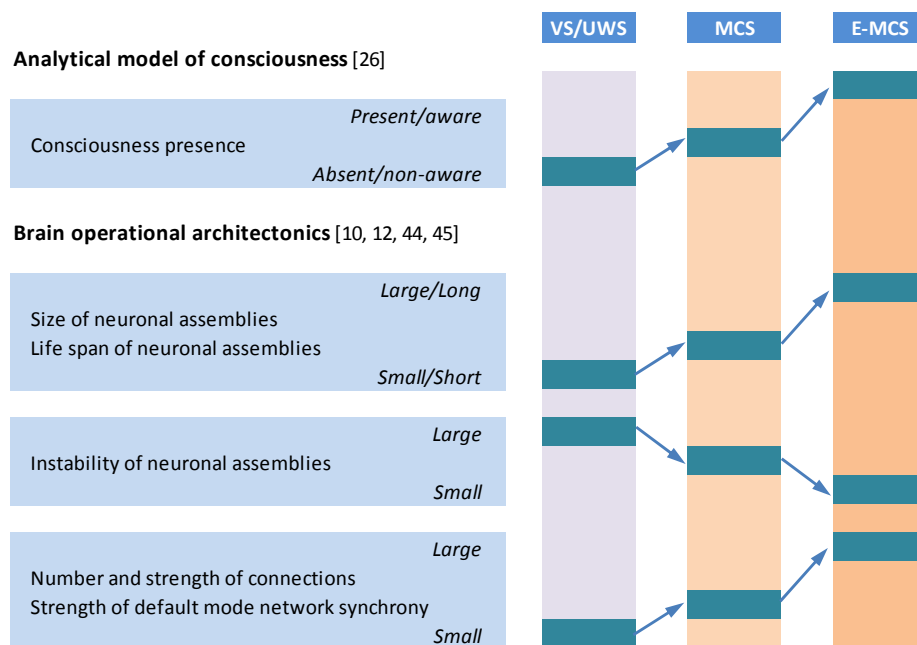 VS/UWS MCS E-MCS
Analytical model of consciousness [26]
Present/aware
Consciousness presence
Absent/non-aware
Brain operational architectonics [10, 12, 44, 45]
Large/Long
Size of neuronal assemblies
Life span of neuronal assemblies
Small/Short
Large
Instability of neuronal assemblies
Small
Large
Number and strength of connections
Strength of default mode network synchrony
Small